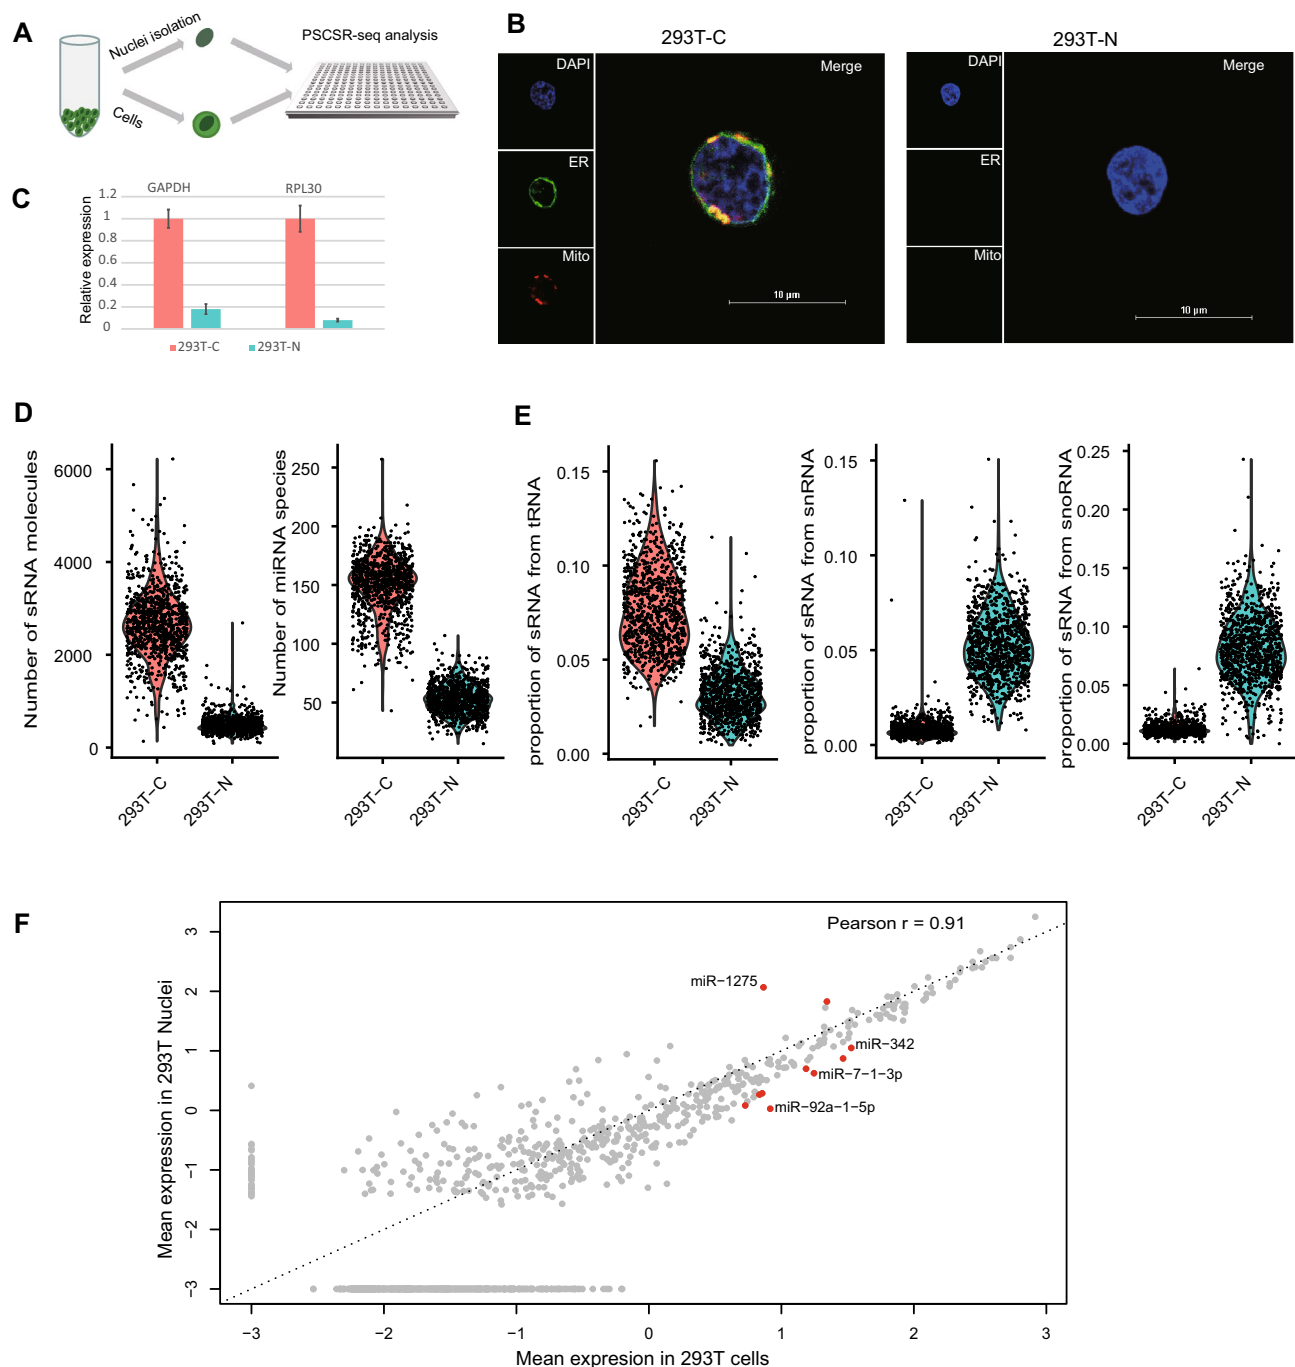 A
Nuclei isolation
Cells
PSCSR-seq analysis
B
293T-C
DAPI
ER
Mito
Merge
10 µm
293T-N
DAPI
ER
Mito
Merge
10 µm
C
Relative expression
1.2
1
0.8
0.6
0.4
0.2
0
GAPDH
RPL30
293T-C
293T-N
D
Number of sRNA molecules
6000
4000
2000
0
293T−C
293T−N
Number of miRNA species
250
200
150
100
50
293T−C
293T−N
E
proportion of sRNA from tRNA
0.15
0.10
0.05
0.00
293T−C
293T−N
proportion of sRNA from snRNA
0.15
0.10
0.05
0.00
293T−C
293T−N
proportion of sRNA from snoRNA
0.25
0.20
0.15
0.10
0.05
0.00
293T−C
293T−N
F
Mean expression in 293T Nuclei
3
2
1
0
−1
−2
−3
Pearson r = 0.91
miR−1275
miR−342
miR−7−1−3p
miR−92a−1−5p
−3
−2
−1
0
1
2
3
Mean expresion in 293T cells